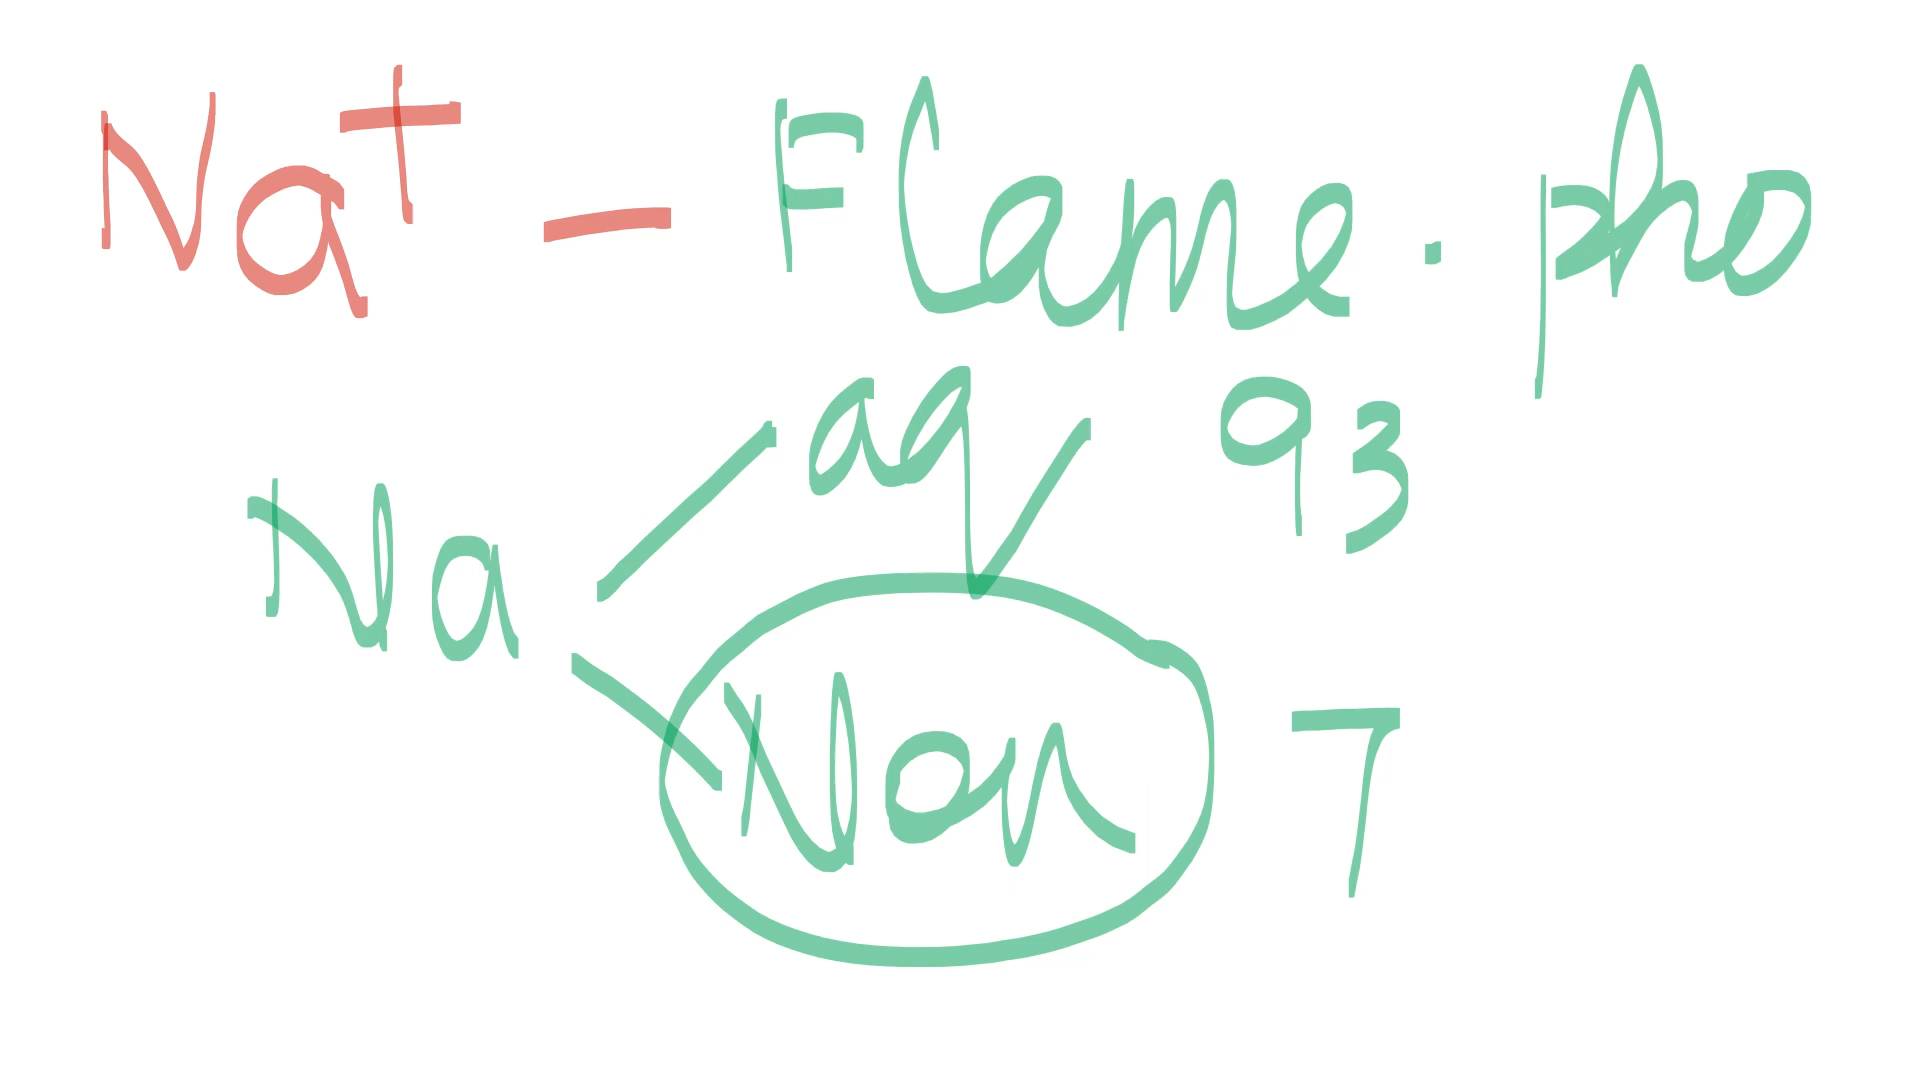 Na⁺ — Flame. pho
aq 93
Na
Non 7